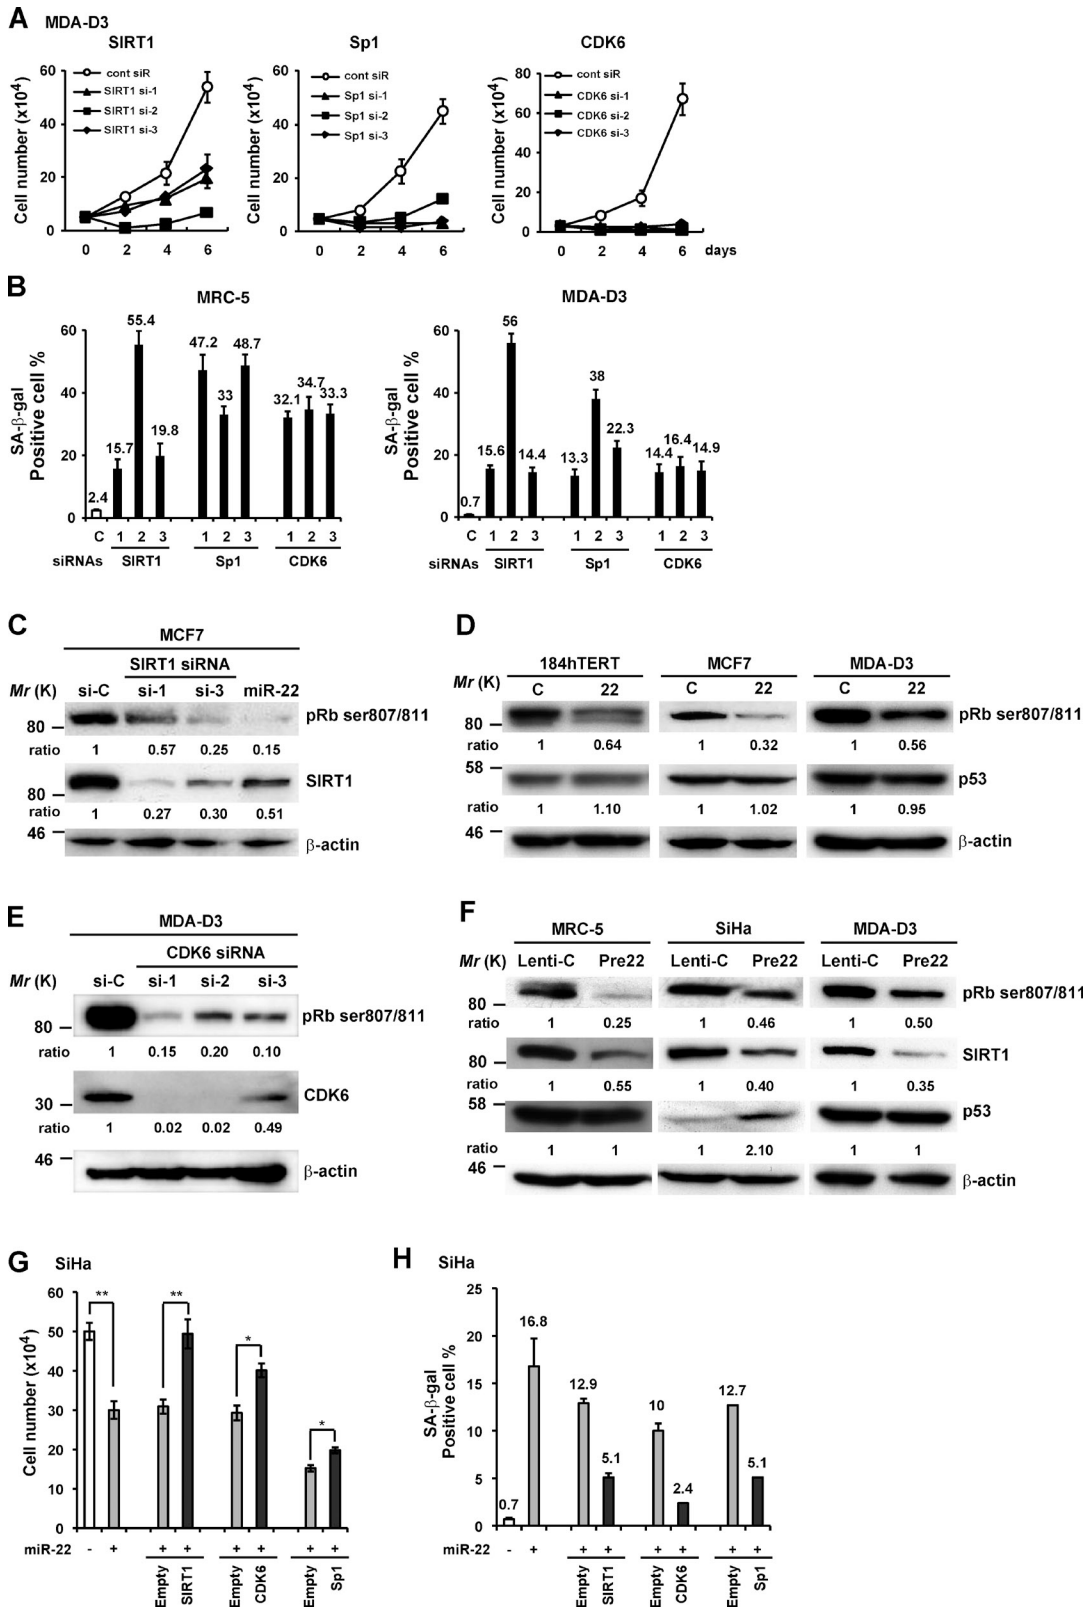 A MDA-D3
SIRT1
Sp1
CDK6
Cell number (x10⁴)
60
40
20
0
cont siR
SIRT1 si-1
SIRT1 si-2
SIRT1 si-3
0 2 4 6
Cell number (x10⁴)
60
40
20
0
cont siR
Sp1 si-1
Sp1 si-2
Sp1 si-3
0 2 4 6
Cell number (x10⁴)
80
60
40
20
0
cont siR
CDK6 si-1
CDK6 si-2
CDK6 si-3
0 2 4 6 days
B
MRC-5
SA-β-gal
Positive cell %
60
40
20
0
2.4 15.7 55.4 19.8 47.2 33 48.7 32.1 34.7 33.3
C 1 2 3 1 2 3 1 2 3
siRNAs SIRT1 Sp1 CDK6
MDA-D3
SA-β-gal
Positive cell %
60
40
20
0
0.7 15.6 56 14.4 13.3 38 22.3 14.4 16.4 14.9
C 1 2 3 1 2 3 1 2 3
siRNAs SIRT1 Sp1 CDK6
C
MCF7
SIRT1 siRNA
Mr (K) si-C si-1 si-3 miR-22
80 pRb ser807/811
ratio 1 0.57 0.25 0.15
80 SIRT1
ratio 1 0.27 0.30 0.51
46 β-actin
D
184hTERT MCF7 MDA-D3
Mr (K) C 22 C 22 C 22
80 pRb ser807/811
ratio 1 0.64 1 0.32 1 0.56
58 p53
ratio 1 1.10 1 1.02 1 0.95
46 β-actin
E
MDA-D3
CDK6 siRNA
Mr (K) si-C si-1 si-2 si-3
80 pRb ser807/811
ratio 1 0.15 0.20 0.10
30 CDK6
ratio 1 0.02 0.02 0.49
46 β-actin
F
MRC-5 SiHa MDA-D3
Mr (K) Lenti-C Pre22 Lenti-C Pre22 Lenti-C Pre22
80 pRb ser807/811
ratio 1 0.25 1 0.46 1 0.50
80 SIRT1
ratio 1 0.55 1 0.40 1 0.35
58 p53
ratio 1 1 1 2.10 1 1
46 β-actin
G SiHa
Cell number (x10⁴)
60
50
40
30
20
10
0
** ** * *
miR-22 - + + + + + + +
Empty SIRT1 Empty CDK6 Empty Sp1
H SiHa
SA-β-gal
Positive cell %
25
20
15
10
5
0
0.7 16.8 12.9 5.1 10 2.4 12.7 5.1
miR-22 - + + + + + + +
Empty SIRT1 Empty CDK6 Empty Sp1